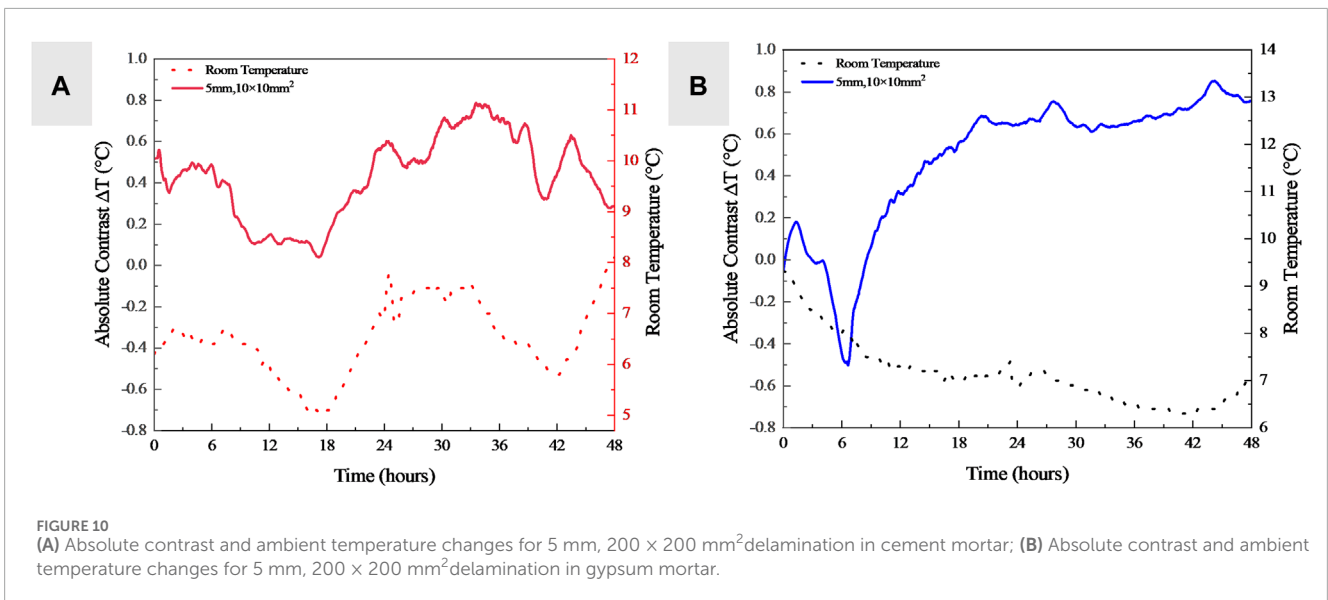 A
Room Temperature
5mm,10×10mm²
1.0
0.8
0.6
0.4
0.2
0.0
-0.2
-0.4
-0.6
-0.8
Absolute Contrast ΔT (°C)
12
11
10
9
8
7
6
5
Room Temperature (°C)
0 6 12 18 24 30 36 42 48
Time (hours)
B
Room Temperature
5mm,10×10mm²
1.0
0.8
0.6
0.4
0.2
0.0
-0.2
-0.4
-0.6
-0.8
Absolute Contrast ΔT (°C)
14
13
12
11
10
9
8
7
6
Room Temperature (°C)
0 6 12 18 24 30 36 42 48
Time (hours)
FIGURE 10
(A) Absolute contrast and ambient temperature changes for 5 mm, 200 × 200 mm²delamination in cement mortar; (B) Absolute contrast and ambient
temperature changes for 5 mm, 200 × 200 mm²delamination in gypsum mortar.